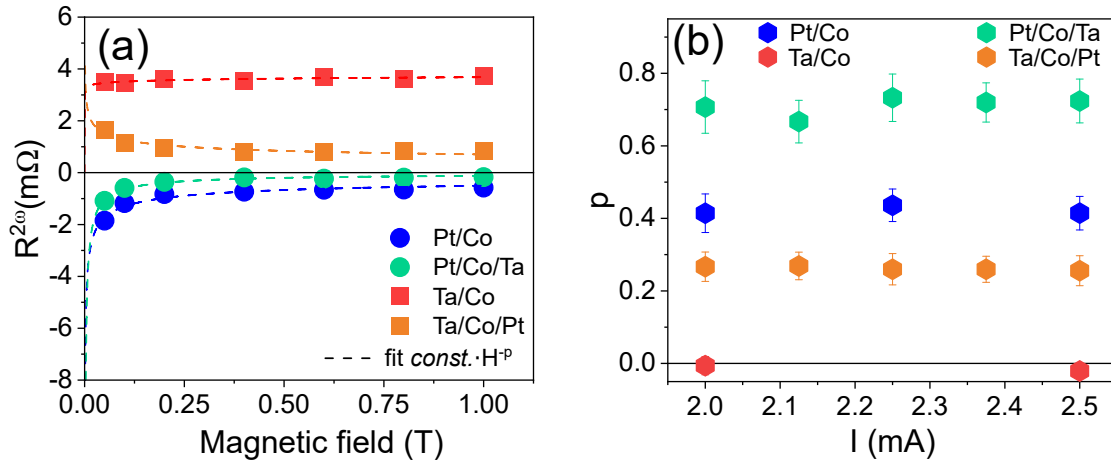 (a)
R²ω(mΩ)
6
4
2
0
-2
-4
-6
-8
0.00 0.25 0.50 0.75 1.00
Magnetic field (T)
Pt/Co
Pt/Co/Ta
Ta/Co
Ta/Co/Pt
fit const.·H⁻ᵖ
(b)
Pt/Co Pt/Co/Ta
Ta/Co Ta/Co/Pt
p
0.8
0.6
0.4
0.2
0.0
2.0 2.1 2.2 2.3 2.4 2.5
I (mA)